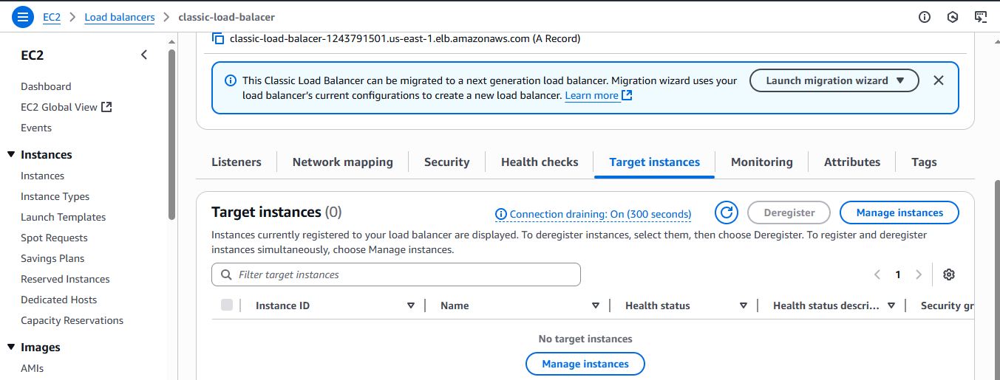 EC2 > Load balancers > classic-load-balacer
EC2
Dashboard
EC2 Global View
Events
Instances
Instances
Instance Types
Launch Templates
Spot Requests
Savings Plans
Reserved Instances
Dedicated Hosts
Capacity Reservations
Images
AMIs
classic-load-balacer-1243791501.us-east-1.elb.amazonaws.com (A Record)
This Classic Load Balancer can be migrated to a next generation load balancer. Migration wizard uses your
load balancer's current configurations to create a new load balancer. Learn more
Launch migration wizard
Listeners
Network mapping
Security
Health checks
Target instances
Monitoring
Attributes
Tags
Target instances (0)
Connection draining: On (300 seconds)
Deregister
Manage instances
Instances currently registered to your load balancer are displayed. To deregister instances, select them, then choose Deregister. To register and deregister
instances simultaneously, choose Manage instances.
Filter target instances
1
Instance ID
Name
Health status
Health status descri...
Security gr
No target instances
Manage instances